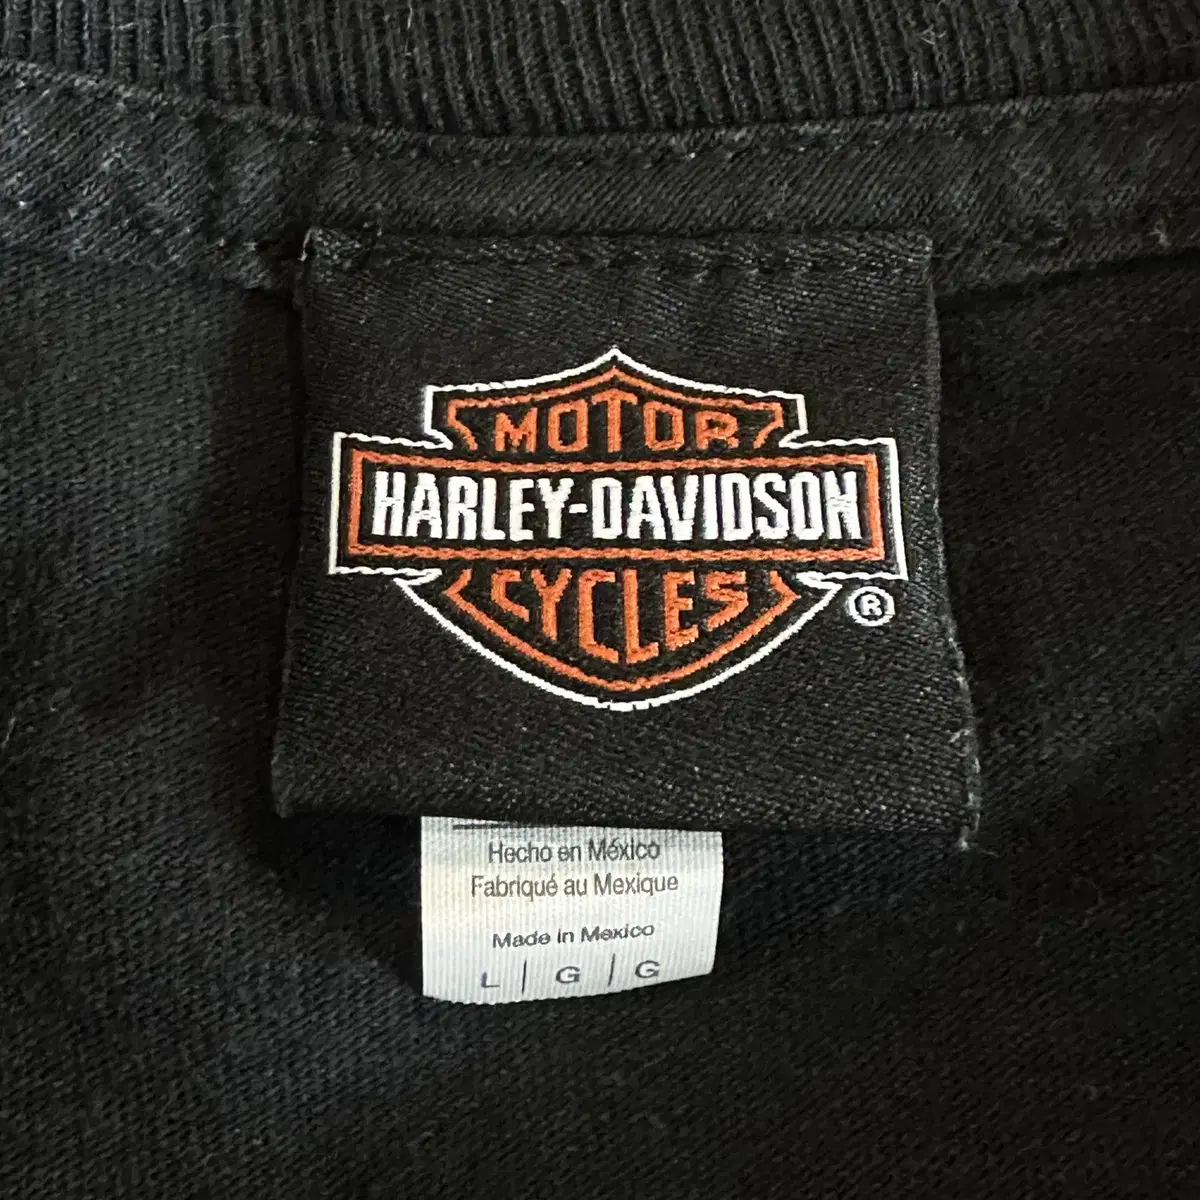 MOTOR
HARLEY-DAVIDSON
CYCLES
®
Hecho en México
Fabriqué au Mexique
Made in Mexico
L | G | G